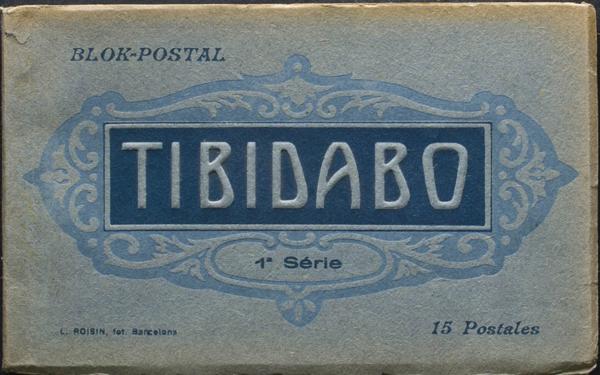 BLOK-POSTAL
TIBIDABO
1ª Série
L. ROISIN, fot. Barcelona
15 Postales